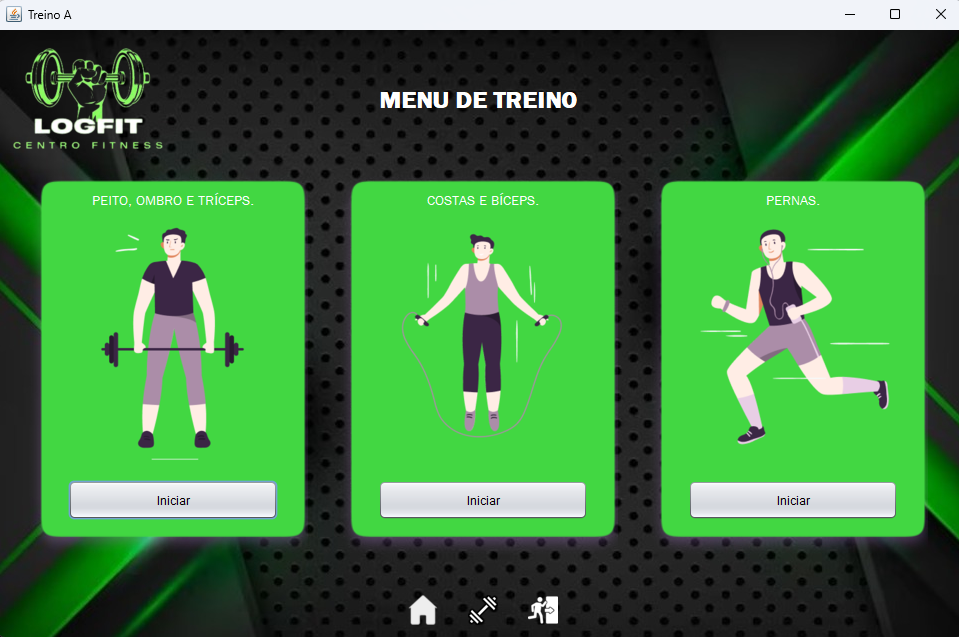 Treino A
LOGFIT
CENTRO FITNESS
MENU DE TREINO
PEITO, OMBRO E TRÍCEPS.
COSTAS E BÍCEPS.
PERNAS.
Iniciar
Iniciar
Iniciar